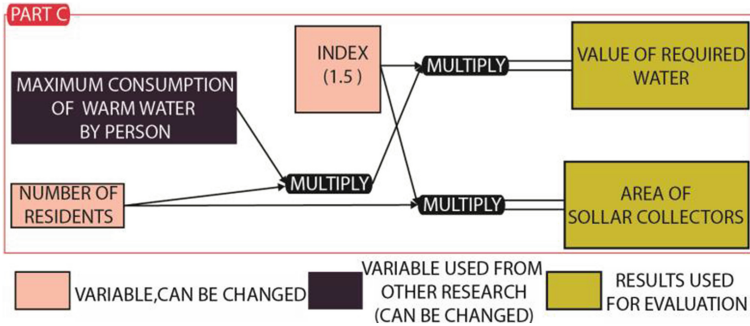 PART C
INDEX
(1.5 )
MULTIPLY
VALUE OF REQUIRED
WATER
MAXIMUM CONSUMPTION
OF WARM WATER
BY PERSON
MULTIPLY
NUMBER OF
RESIDENTS
MULTIPLY
AREA OF
SOLLAR COLLECTORS
VARIABLE,CAN BE CHANGED
VARIABLE USED FROM
OTHER RESEARCH
(CAN BE CHANGED)
RESULTS USED
FOR EVALUATION